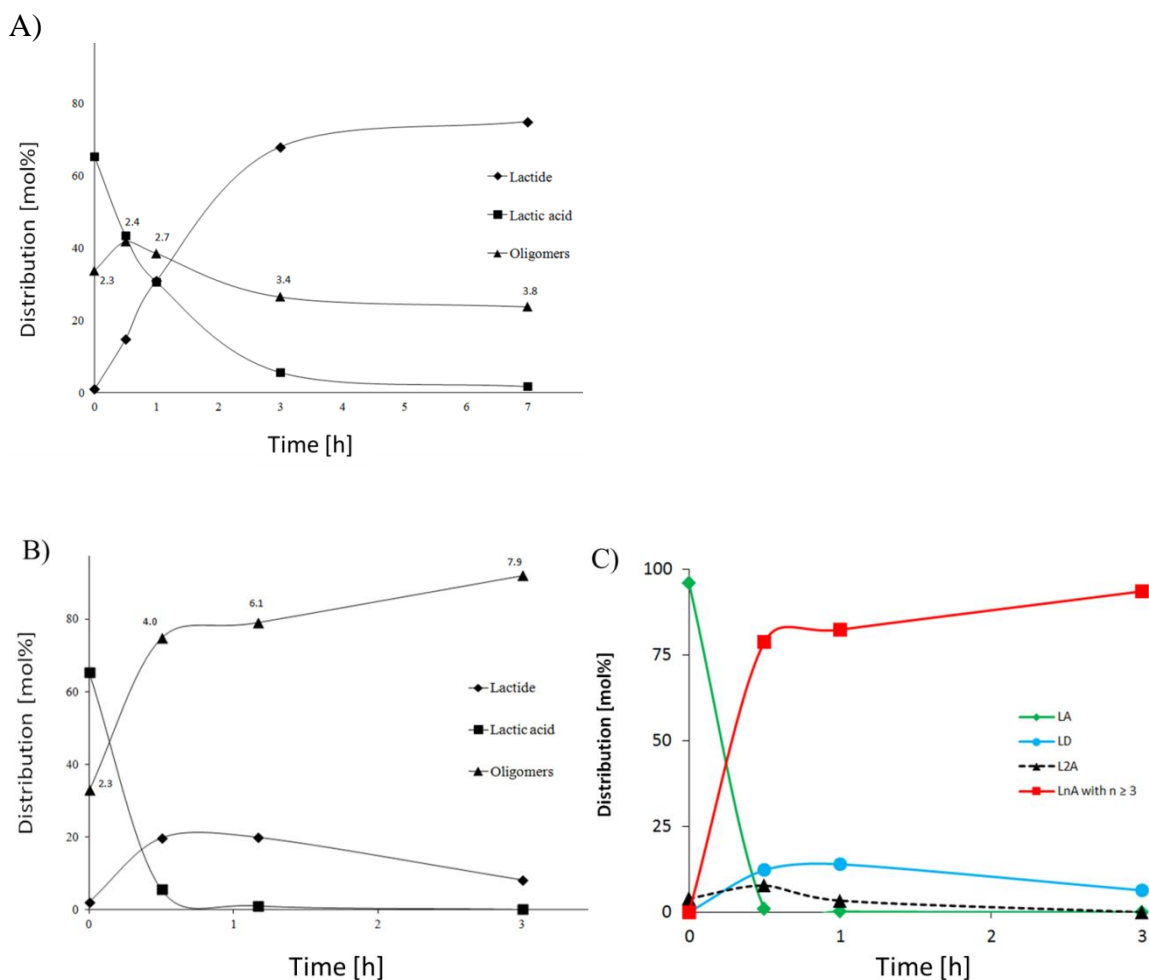 A)
Distribution [mol%]
80
60
40
20
0
2.3
2.4
2.7
3.4
3.8
Lactide
Lactic acid
Oligomers
0 1 2 3 4 5 6 7
Time [h]
B)
Distribution [mol%]
80
60
40
20
0
2.3
4.0
6.1
7.9
Lactide
Lactic acid
Oligomers
0 1 2 3
Time [h]
C)
Distribution [mol%]
100
75
50
25
0
LA
LD
L2A
LnA with n ≥ 3
0 1 2 3
Time [h]